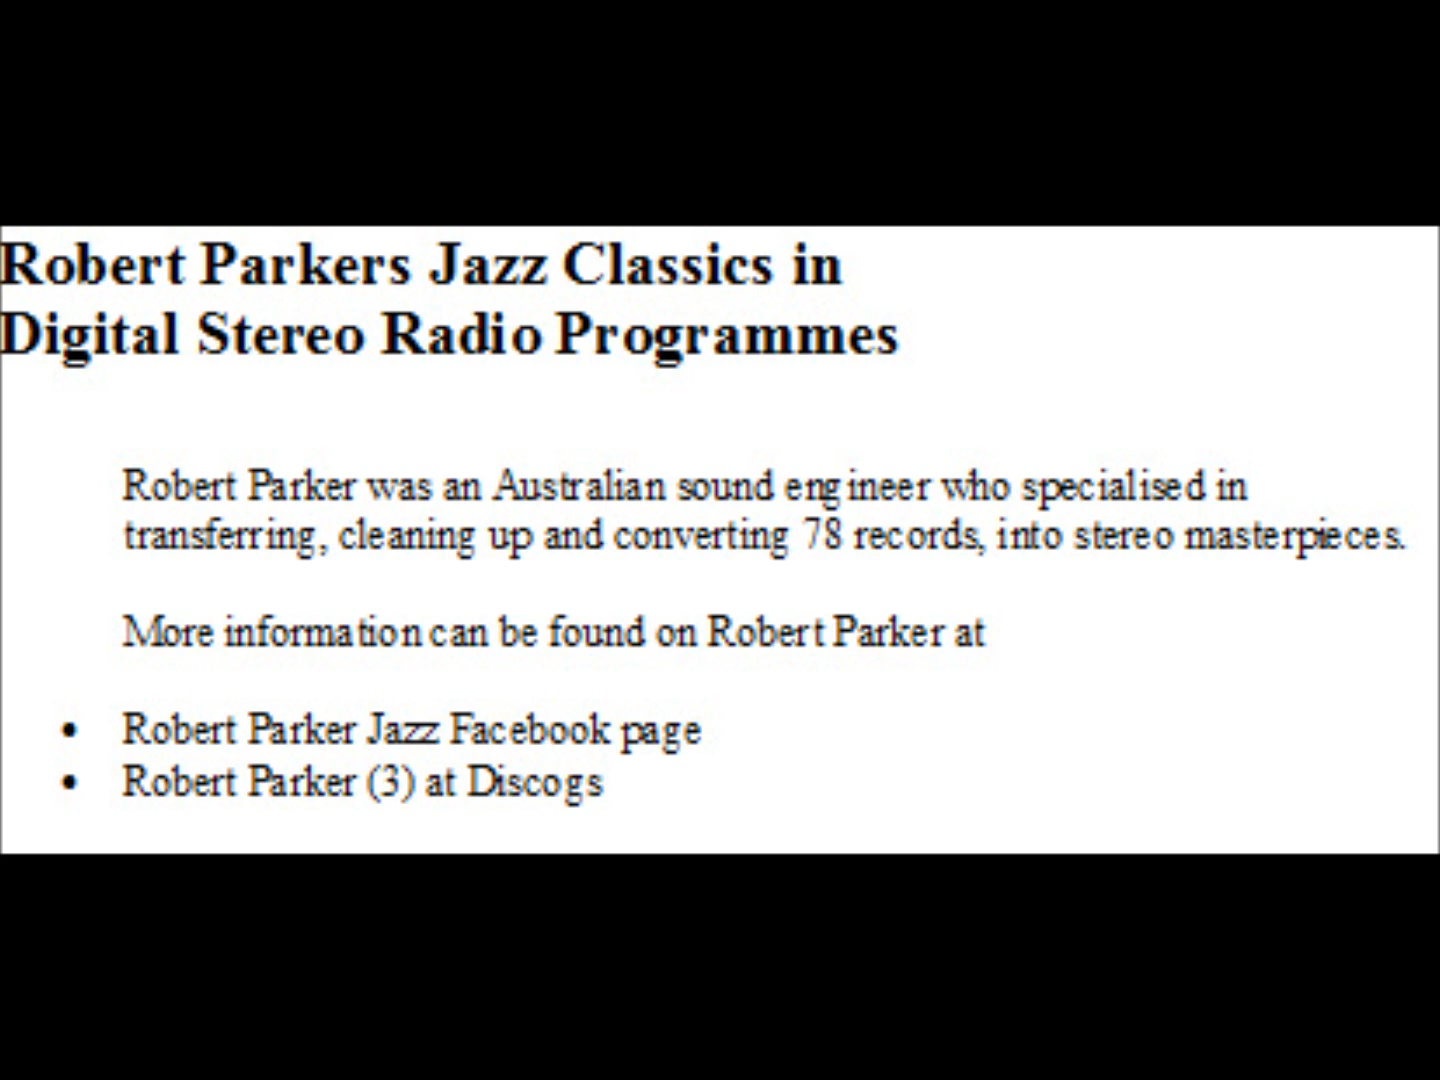 Robert Parkers Jazz Classics in
Digital Stereo Radio Programmes
Robert Parker was an Australian sound engineer who specialised in
transferring, cleaning up and converting 78 records, into stereo masterpieces.
More information can be found on Robert Parker at
• Robert Parker Jazz Facebook page
• Robert Parker (3) at Discogs